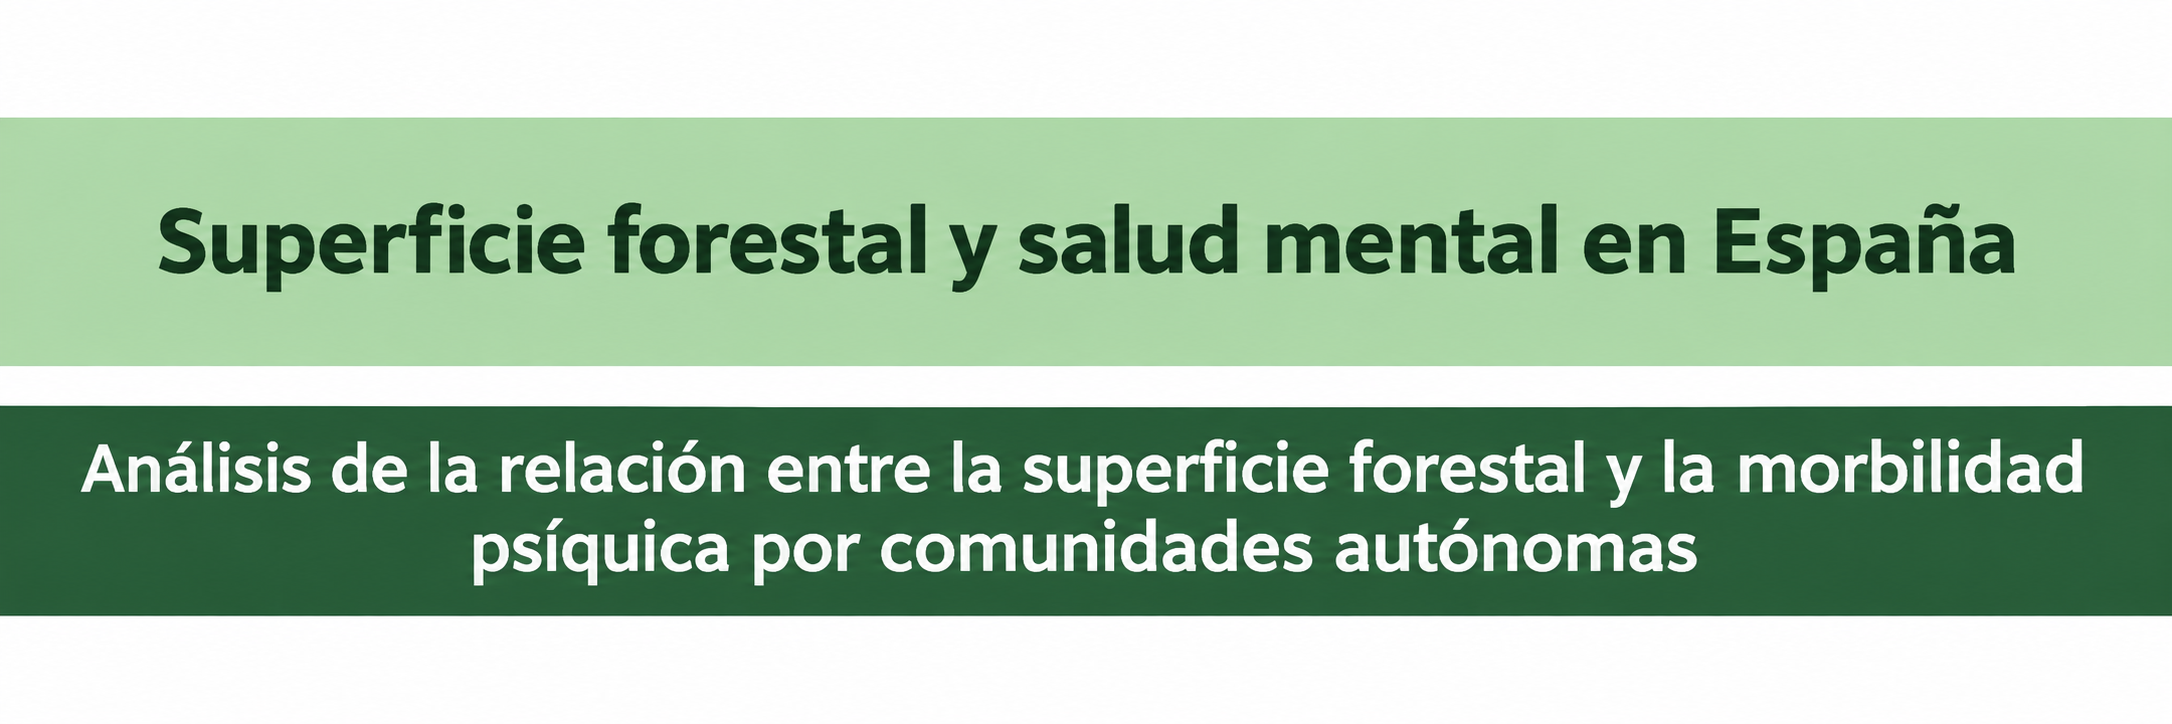 Superficie forestal y salud mental en España
Análisis de la relación entre la superficie forestal y la morbilidad
psíquica por comunidades autónomas